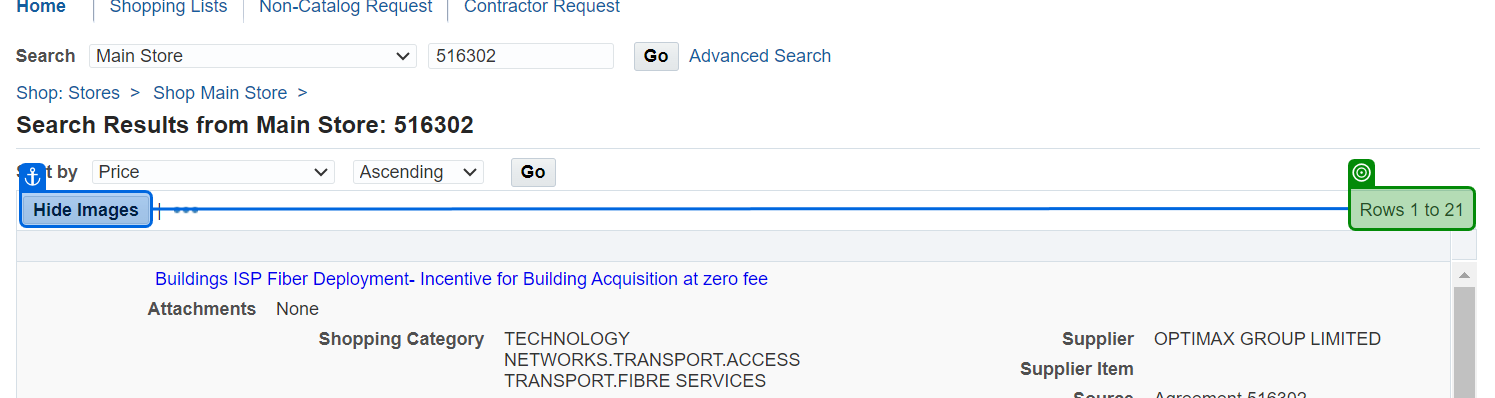 Home Shopping Lists Non-Catalog Request Contractor Request
Search Main Store 516302 Go Advanced Search
Shop: Stores > Shop Main Store >
Search Results from Main Store: 516302
by Price Ascending Go
Hide Images | Rows 1 to 21
Buildings ISP Fiber Deployment- Incentive for Building Acquisition at zero fee
Attachments None
Shopping Category TECHNOLOGY Supplier OPTIMAX GROUP LIMITED
NETWORKS.TRANSPORT.ACCESS Supplier Item
TRANSPORT.FIBRE SERVICES
Source Agreement 516302